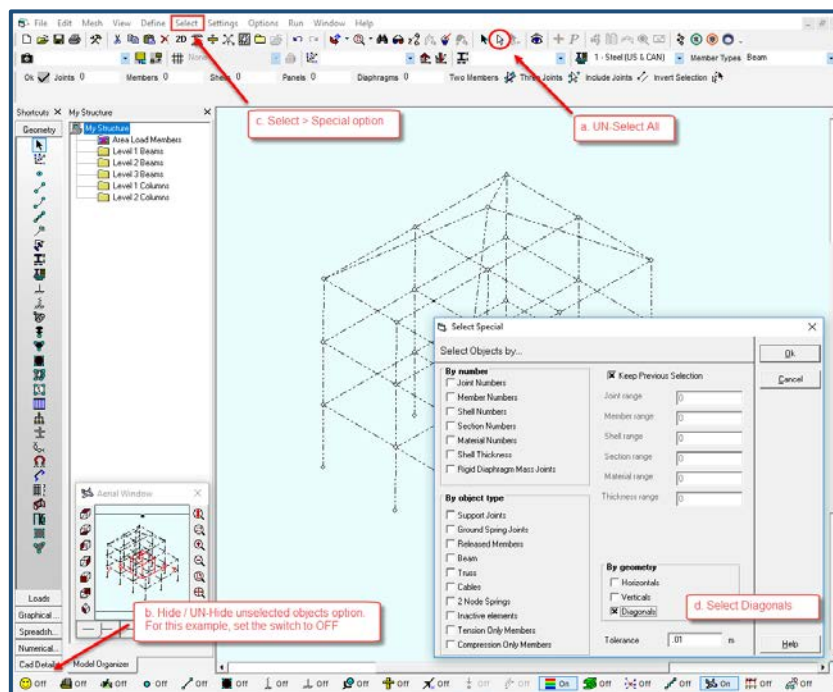 File Edit Mesh View Define Select Settings Options Run Window Help
2D
None
1 - Steel (US & CAN) Member Types Beam
Ok Joints 0 Members 0 Shells 0 Panels 0 Diaphragms 0 Two Members Three Joints Include Joints Invert Selection
Shortcuts X My Structure X
Geometry
My Structure
Area Load Members
Level 1 Beams
Level 2 Beams
Level 3 Beams
Level 1 Columns
Level 2 Columns
c. Select > Special option
a. UN-Select All
Select Special
Select Objects by...
Ok
Cancel
By number
Joint Numbers
Member Numbers
Shell Numbers
Section Numbers
Material Numbers
Shell Thickness
Rigid Diaphragm Mass Joints
Keep Previous Selection
Joint range 0
Member range 0
Shell range 0
Section range 0
Material range 0
Thickness range 0
By object type
Support Joints
Ground Spring Joints
Released Members
Beam
Truss
Cables
2 Node Springs
Inactive elements
Tension Only Members
Compression Only Members
By geometry
Horizontals
Verticals
Diagonals
d. Select Diagonals
Tolerance .01 m
Help
Aerial Window
b. Hide / UN-Hide unselected objects option.
For this example, set the switch to OFF
Loads
Graphical ...
Spreadsh...
Numerical...
Cad Details
Model Organizer
Off Off Off Off Off Off Off Off Off Off Off Off Off On Off Off Off On Off Off